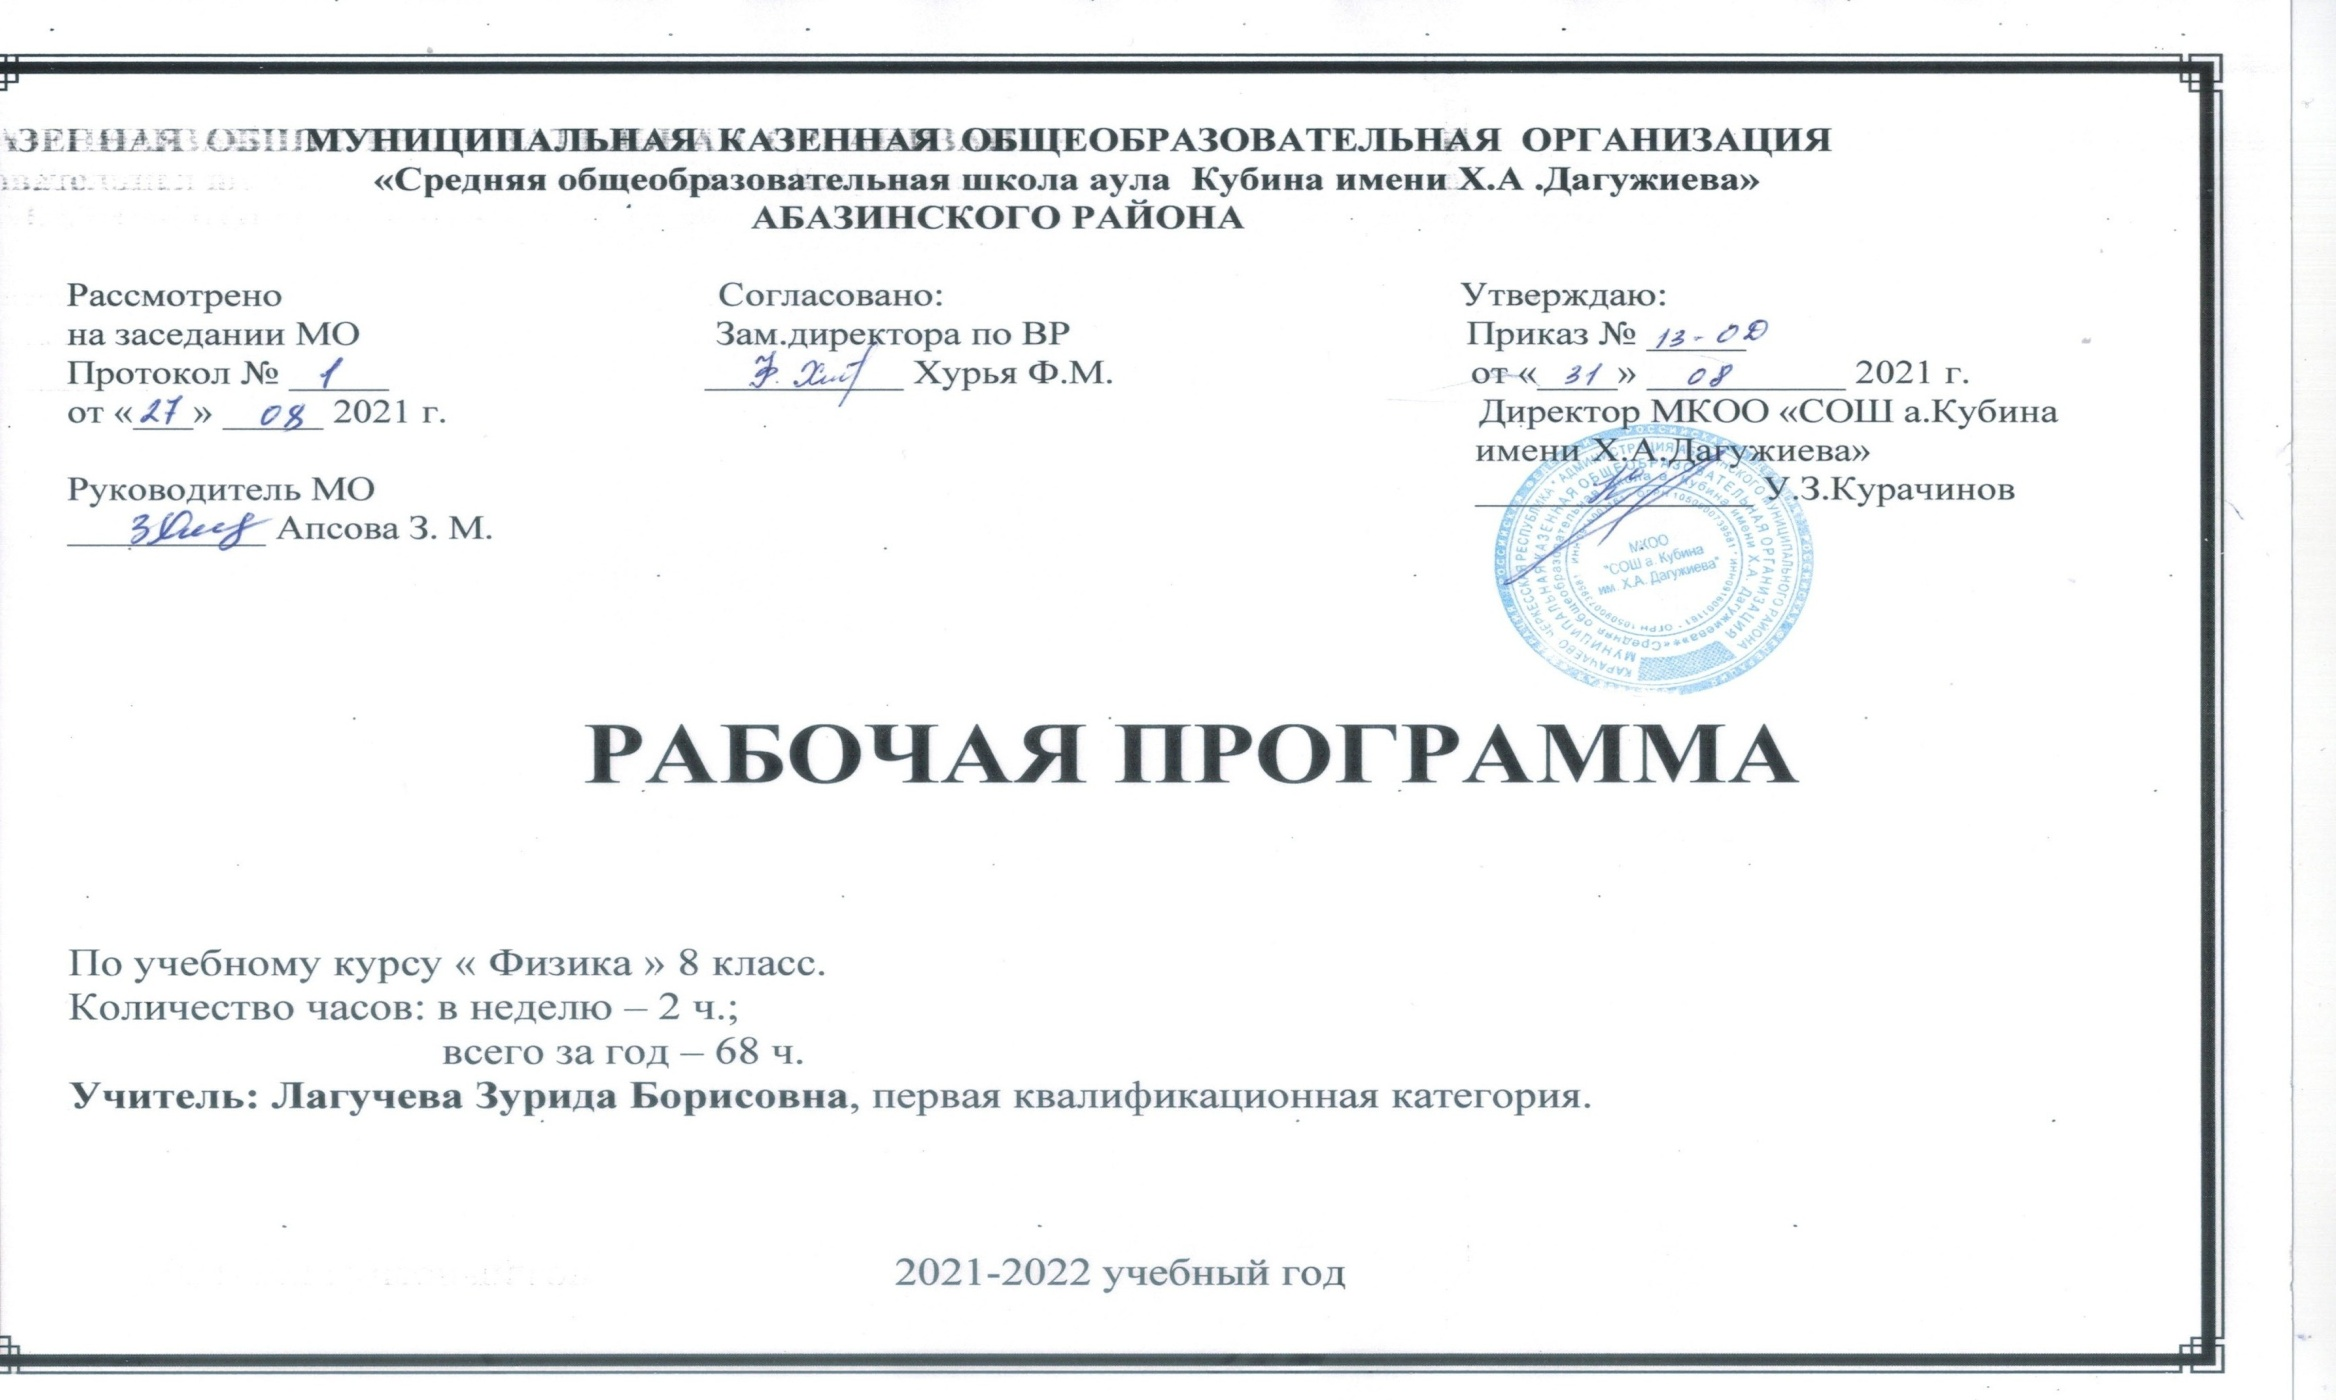 МУНИЦИПАЛЬНАЯ КАЗЕННАЯ ОБЩЕОБРАЗОВАТЕЛЬНАЯ ОРГАНИЗАЦИЯ
«Средняя общеобразовательная школа аула Кубина имени Х.А .Дагужиева»
АБАЗИНСКОГО РАЙОНА
Рассмотрено
на заседании МО
Протокол № 1
от «27» 08 2021 г.
Руководитель МО
Апсова З. М.
Согласовано:
Зам.директора по ВР
Хурья Ф.М.
Утверждаю:
Приказ № 13-ОД
от «31» 08 2021 г.
Директор МКОО «СОШ а.Кубина
имени Х.А.Дагужиева»
У.З.Курачинов
МКОО
"СОШ а. Кубина
им. Х.А. Дагужиева"
РАБОЧАЯ ПРОГРАММА
По учебному курсу « Физика » 8 класс.
Количество часов: в неделю – 2 ч.;
всего за год – 68 ч.
Учитель: Лагучева Зурида Борисовна, первая квалификационная категория.
2021-2022 учебный год